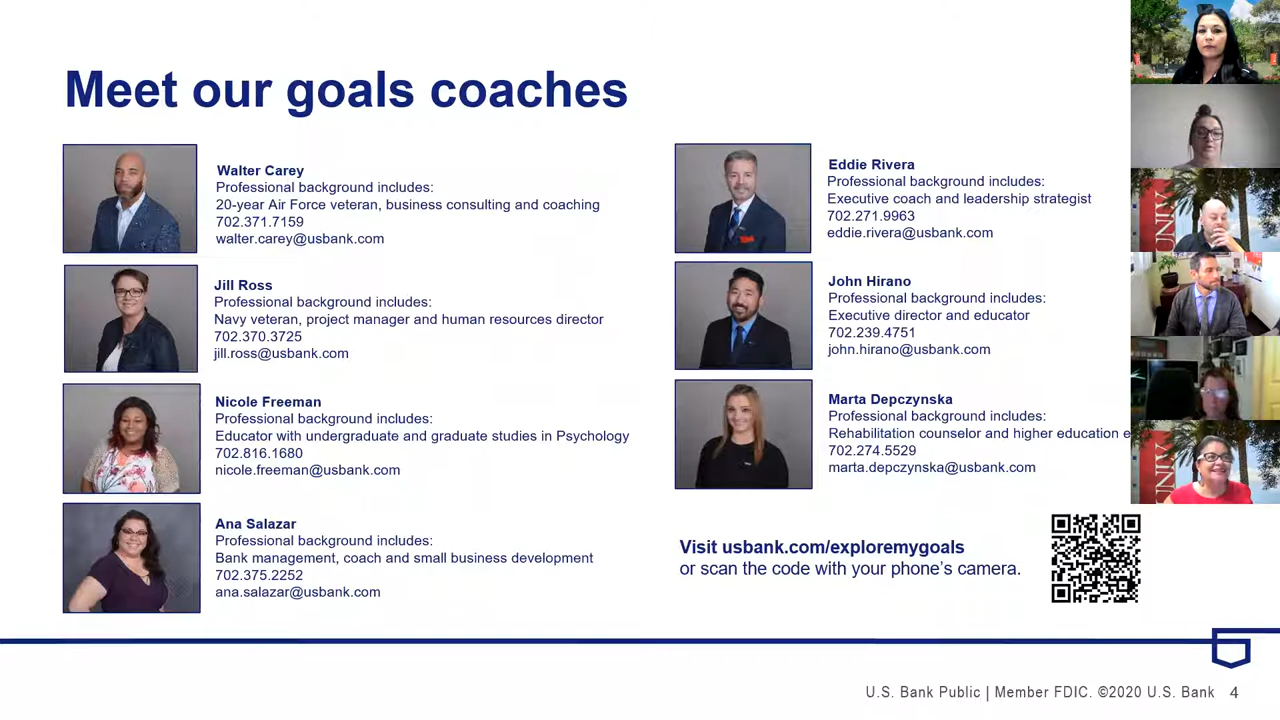 Meet our goals coaches
Walter Carey
Professional background includes:
20-year Air Force veteran, business consulting and coaching
702.371.7159
walter.carey@usbank.com
Jill Ross
Professional background includes:
Navy veteran, project manager and human resources director
702.370.3725
jill.ross@usbank.com
Nicole Freeman
Professional background includes:
Educator with undergraduate and graduate studies in Psychology
702.816.1680
nicole.freeman@usbank.com
Ana Salazar
Professional background includes:
Bank management, coach and small business development
702.375.2252
ana.salazar@usbank.com
Eddie Rivera
Professional background includes:
Executive coach and leadership strategist
702.271.9963
eddie.rivera@usbank.com
John Hirano
Professional background includes:
Executive director and educator
702.239.4751
john.hirano@usbank.com
Marta Depczynska
Professional background includes:
Rehabilitation counselor and higher education
702.274.5529
marta.depczynska@usbank.com
Visit usbank.com/exploremygoals
or scan the code with your phone's camera.
U.S. Bank Public | Member FDIC. ©2020 U.S. Bank 4